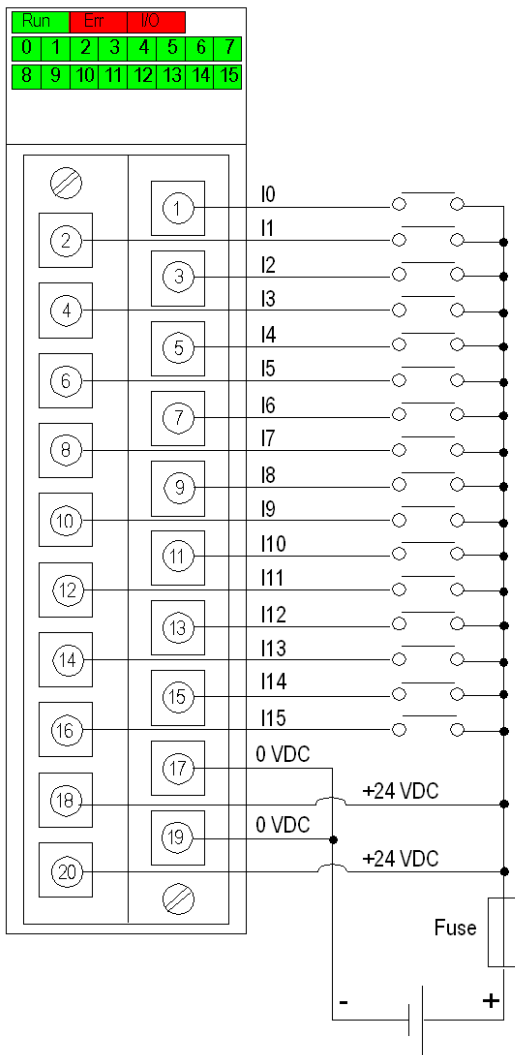 Run Err I/O
0 1 2 3 4 5 6 7
8 9 10 11 12 13 14 15
1 I0
2 I1
3 I2
4 I3
5 I4
6 I5
7 I6
8 I7
9 I8
10 I9
11 I10
12 I11
13 I12
14 I13
15 I14
16 I15
17 0 VDC
18 +24 VDC
19 0 VDC
20 +24 VDC
Fuse
- +